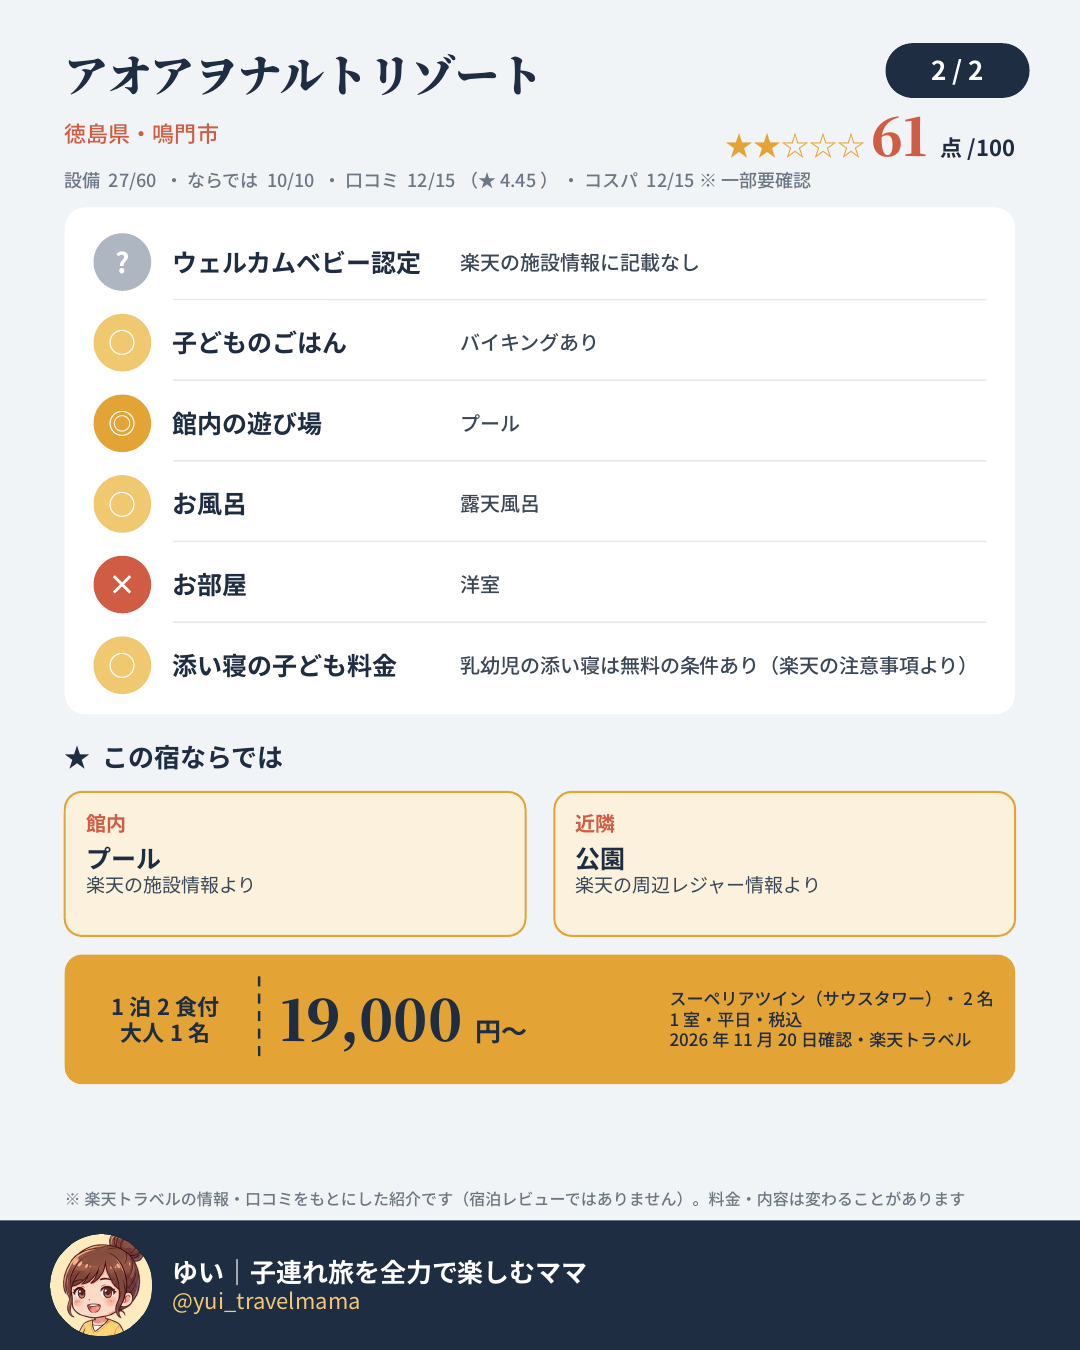 アオアヲナルトリゾート
2 / 2
徳島県・鳴門市
★★☆☆☆ 61 点 /100
設備 27/60 ・ ならでは 10/10 ・ 口コミ 12/15 （★ 4.45 ） ・ コスパ 12/15 ※ 一部要確認
? ウェルカムベビー認定 楽天の施設情報に記載なし
○ 子どものごはん バイキングあり
◎ 館内の遊び場 プール
○ お風呂 露天風呂
× お部屋 洋室
○ 添い寝の子ども料金 乳幼児の添い寝は無料の条件あり（楽天の注意事項より）
★ この宿ならでは
館内
プール
楽天の施設情報より
近隣
公園
楽天の周辺レジャー情報より
1 泊 2 食付
大人 1 名
19,000 円〜
スーペリアツイン（サウスタワー）・ 2 名
1 室・平日・税込
2026 年 11 月 20 日確認・楽天トラベル
※ 楽天トラベルの情報・口コミをもとにした紹介です（宿泊レビューではありません）。料金・内容は変わることがあります
ゆい｜子連れ旅を全力で楽しむママ
@yui_travelmama